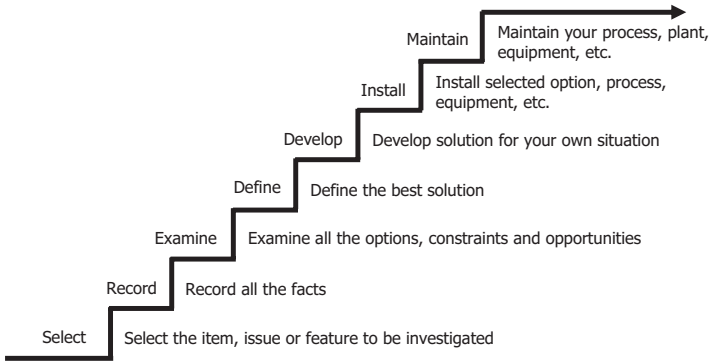 Maintain
Maintain your process, plant,
equipment, etc.
Install
Install selected option, process,
equipment, etc.
Develop
Develop solution for your own situation
Define
Define the best solution
Examine
Examine all the options, constraints and opportunities
Record
Record all the facts
Select
Select the item, issue or feature to be investigated